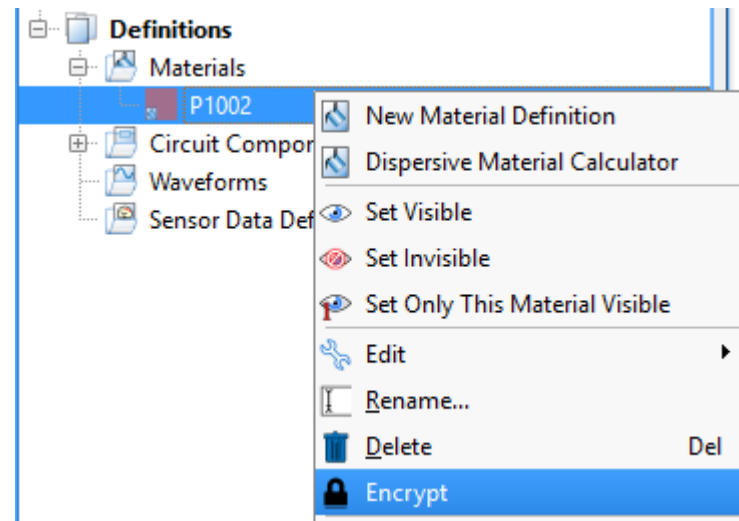 Definitions
Materials
P1002
Circuit Compor
Waveforms
Sensor Data Def
New Material Definition
Dispersive Material Calculator
Set Visible
Set Invisible
Set Only This Material Visible
Edit
Rename...
Delete Del
Encrypt